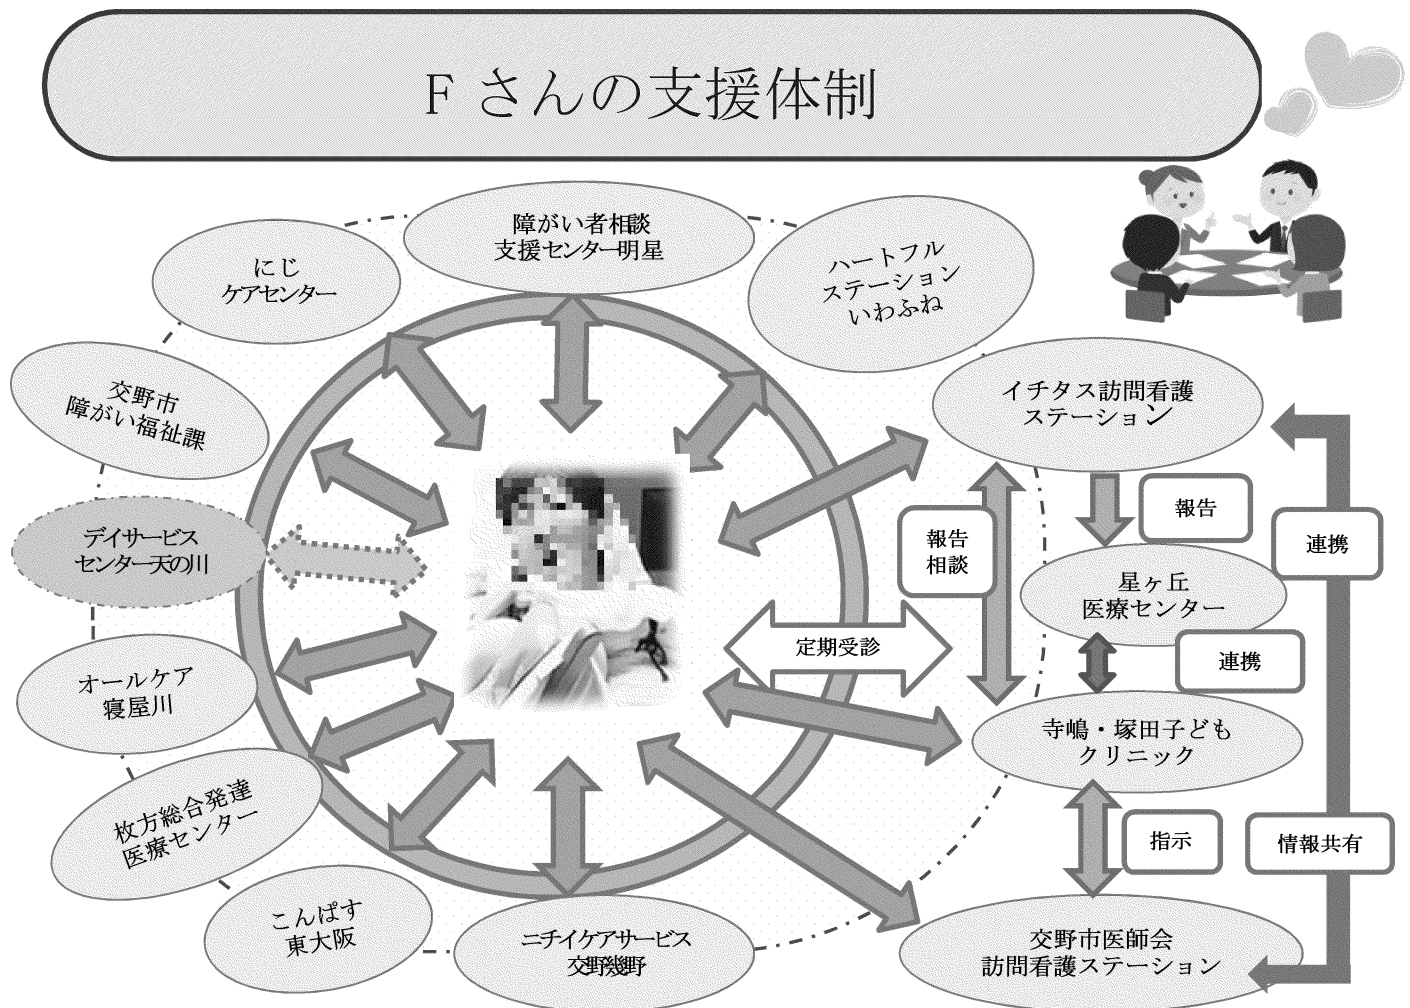 Fさんの支援体制
障がい者相談
支援センター明星
にじ
ケアセンター
ハートフル
ステーション
いわふね
交野市
障がい福祉課
イチタス訪問看護
ステーション
デイサービス
センター天の川
報告
相談
報告
連携
星ヶ丘
医療センター
定期受診
連携
オールケア
寝屋川
寺嶋・塚田子ども
クリニック
枚方総合発達
医療センター
指示
情報共有
こんぱす
東大阪
ニチイケアサービス
交野幾野
交野市医師会
訪問看護ステーション